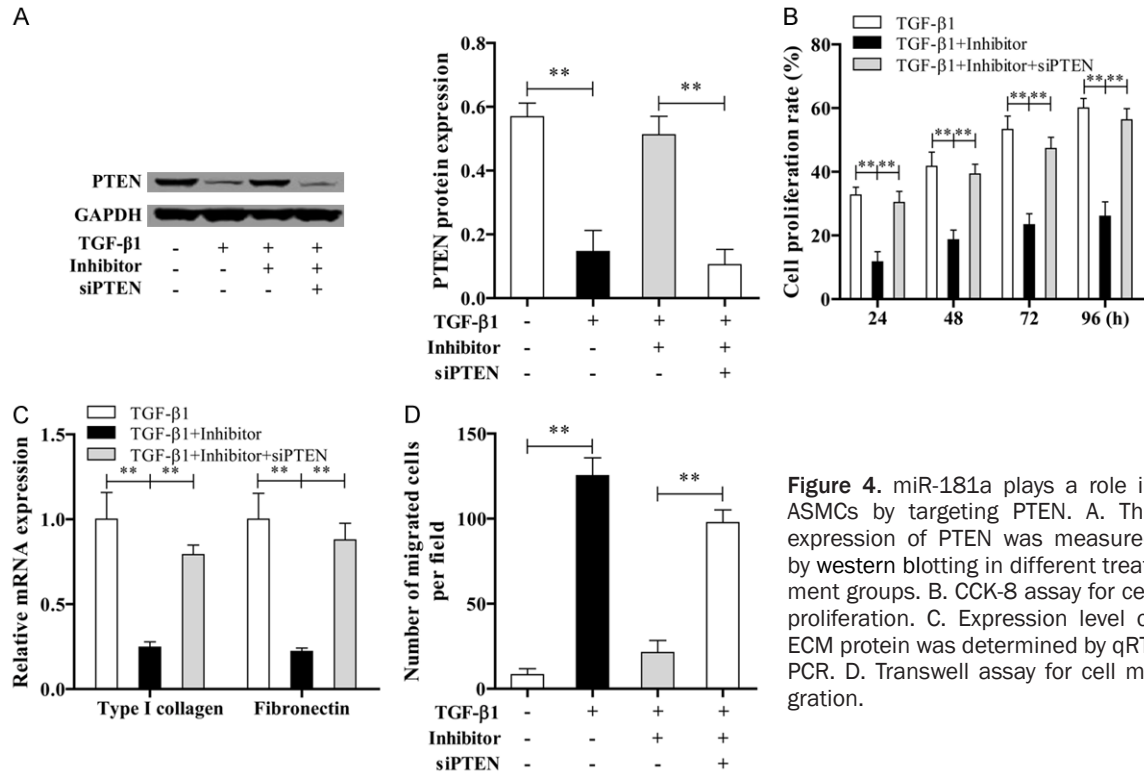 A
PTEN
GAPDH
TGF-β1 - + + +
Inhibitor - - + +
siPTEN - - - +
PTEN protein expression
0.8
0.6
0.4
0.2
0.0
** **
TGF-β1 - + + +
Inhibitor - - + +
siPTEN - - - +
B
TGF-β1
TGF-β1+Inhibitor
TGF-β1+Inhibitor+siPTEN
Cell proliferation rate (%)
80
60
40
20
0
** ** ** ** ** ** ** **
24 48 72 96 (h)
C
TGF-β1
TGF-β1+Inhibitor
TGF-β1+Inhibitor+siPTEN
Relative mRNA expression
1.5
1.0
0.5
0.0
** ** ** **
Type I collagen Fibronectin
D
Number of migrated cells
per field
150
100
50
0
** **
TGF-β1 - + + +
Inhibitor - - + +
siPTEN - - - +
Figure 4. miR-181a plays a role i
ASMCs by targeting PTEN. A. Th
expression of PTEN was measure
by western blotting in different treat
ment groups. B. CCK-8 assay for ce
proliferation. C. Expression level o
ECM protein was determined by qRT
PCR. D. Transwell assay for cell m
gration.